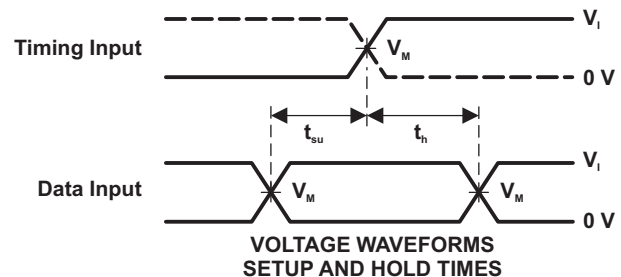 V_I
Timing Input
V_M
0 V
t_su
t_h
V_I
Data Input
V_M
V_M
0 V
VOLTAGE WAVEFORMS
SETUP AND HOLD TIMES